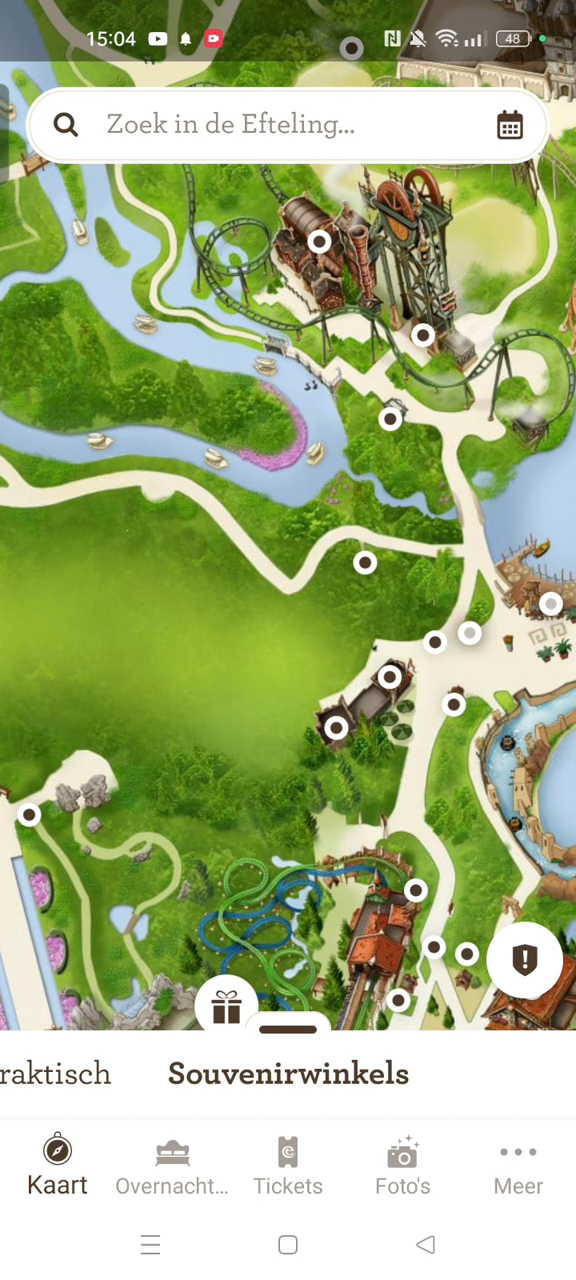 15:04
48
Zoek in de Efteling...
raktisch
Souvenirwinkels
Kaart
Overnacht...
Tickets
Foto's
Meer